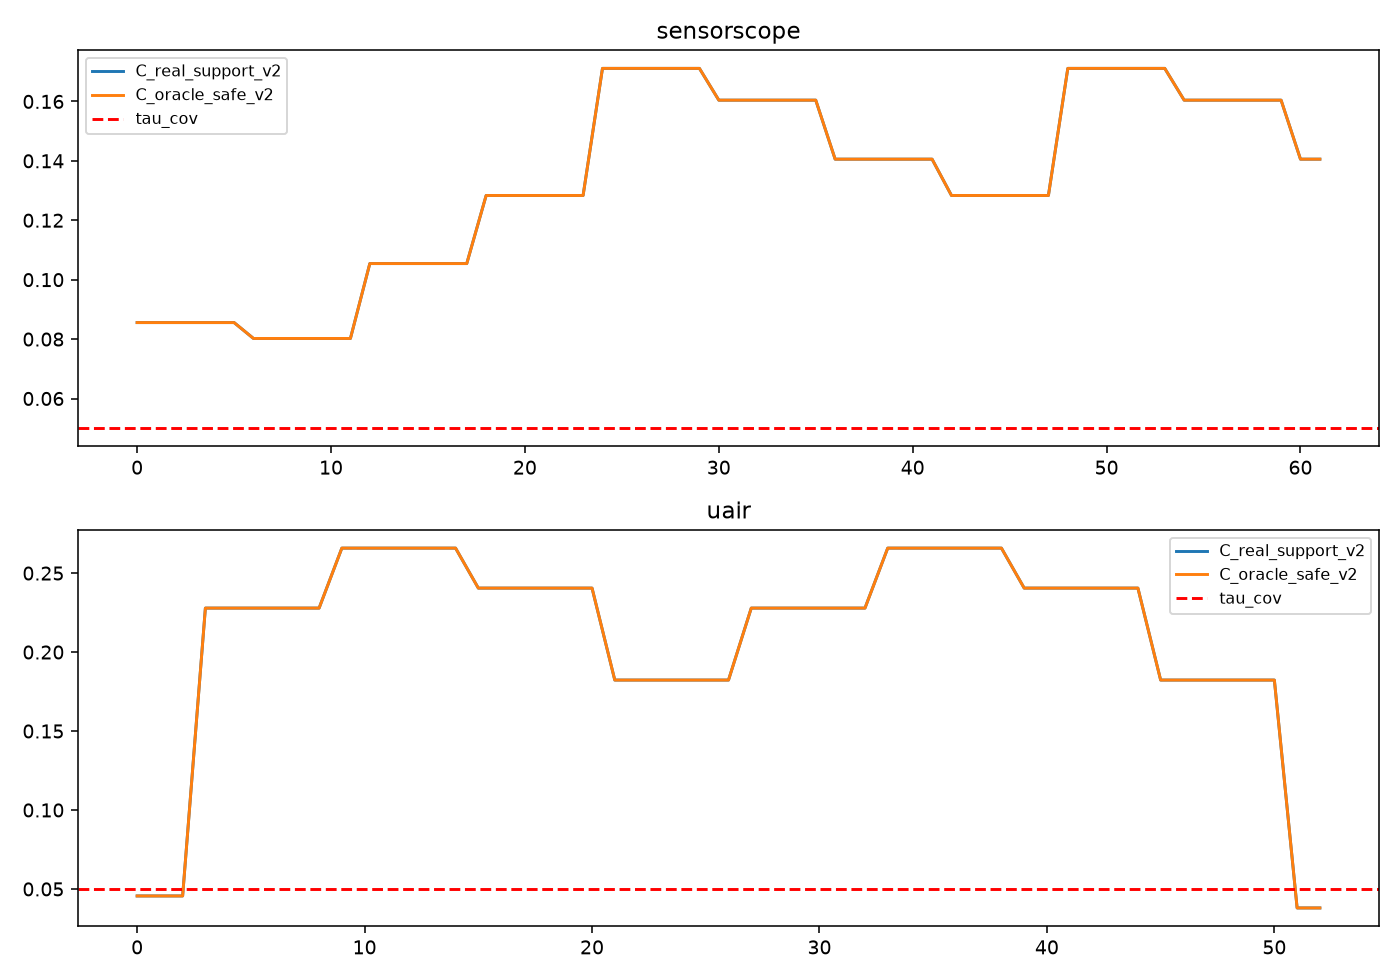 sensorscope
C_real_support_v2
C_oracle_safe_v2
tau_cov
0.16
0.14
0.12
0.10
0.08
0.06
0 10 20 30 40 50 60
uair
C_real_support_v2
C_oracle_safe_v2
tau_cov
0.25
0.20
0.15
0.10
0.05
0 10 20 30 40 50